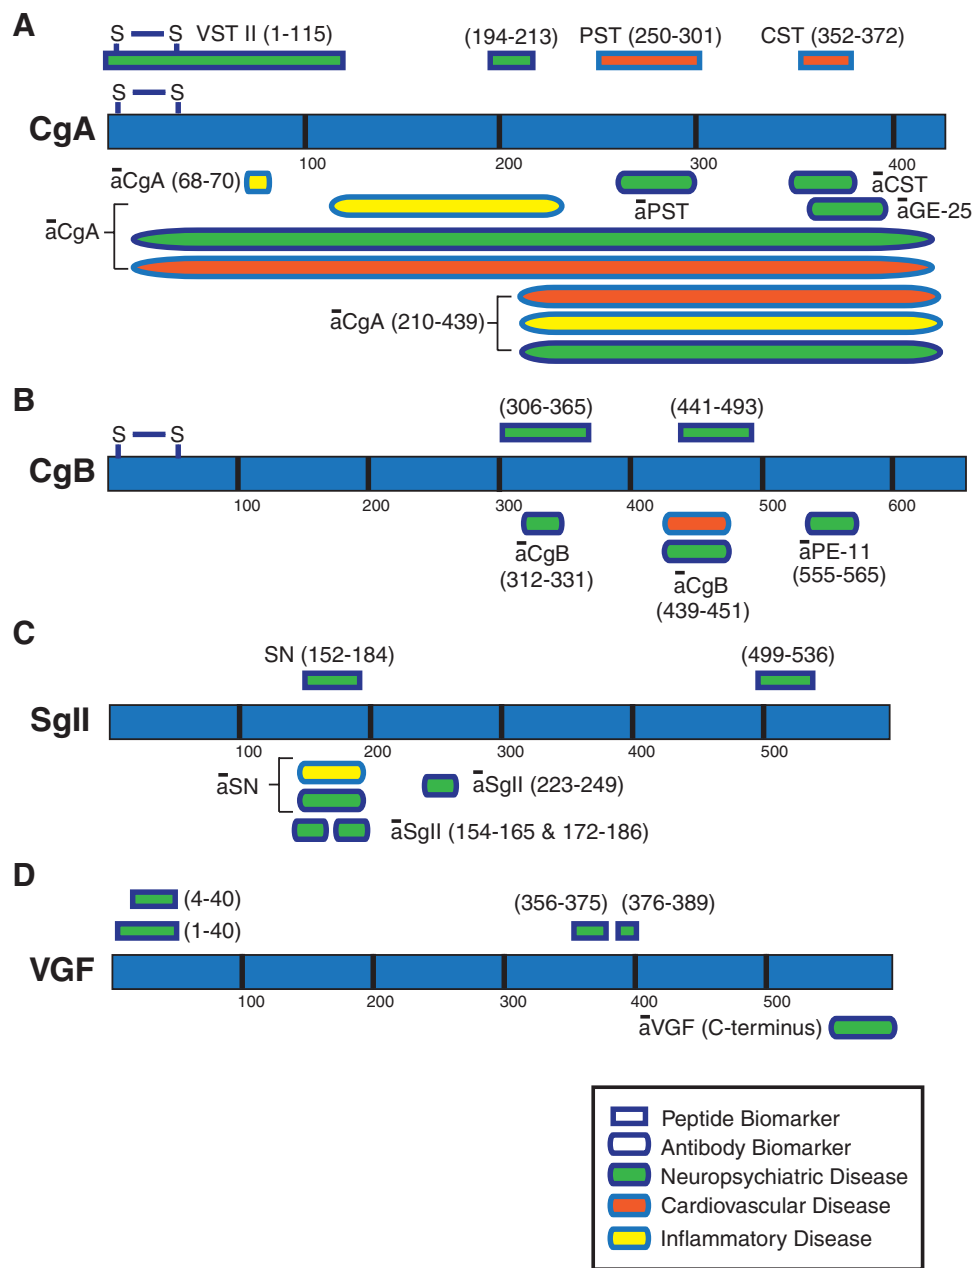 A
S S VST II (1-115) (194-213) PST (250-301) CST (352-372)
S S
CgA
100 200 300 400
āCgA (68-70) āPST āCST
āGE-25
āCgA
āCgA (210-439)
B
(306-365) (441-493)
S S
CgB
100 200 300 400 500 600
āCgB
(312-331)
āCgB
(439-451)
āPE-11
(555-565)
C
SN (152-184) (499-536)
SgII
100 200 300 400 500
āSN āSgII (223-249)
āSgII (154-165 & 172-186)
D
(4-40)
(1-40)
(356-375) (376-389)
VGF
100 200 300 400 500
āVGF (C-terminus)
Peptide Biomarker
Antibody Biomarker
Neuropsychiatric Disease
Cardiovascular Disease
Inflammatory Disease